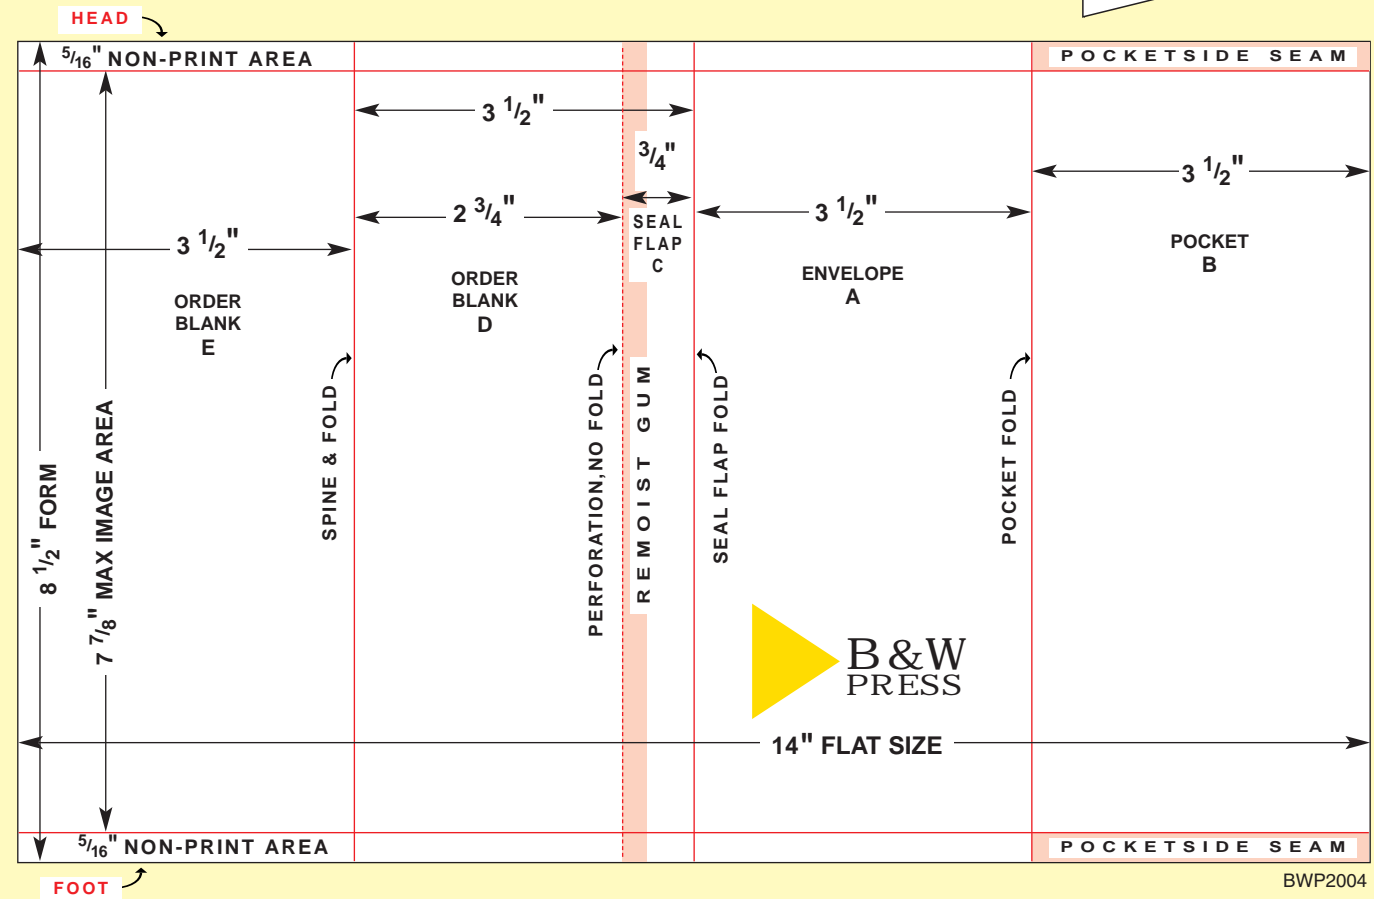 HEAD
5/16" NON-PRINT AREA
POCKETSIDE SEAM
3 1/2"
3/4"
3 1/2"
2 3/4"
3 1/2"
SEAL
FLAP
C
3 1/2"
POCKET
B
ENVELOPE
A
ORDER
BLANK
D
ORDER
BLANK
E
8 1/2" FORM
7 7/8" MAX IMAGE AREA
SPINE & FOLD
PERFORATION,NO FOLD
REMOIST GUM
SEAL FLAP FOLD
POCKET FOLD
B&W
PRESS
14" FLAT SIZE
5/16" NON-PRINT AREA
POCKETSIDE SEAM
FOOT
BWP2004